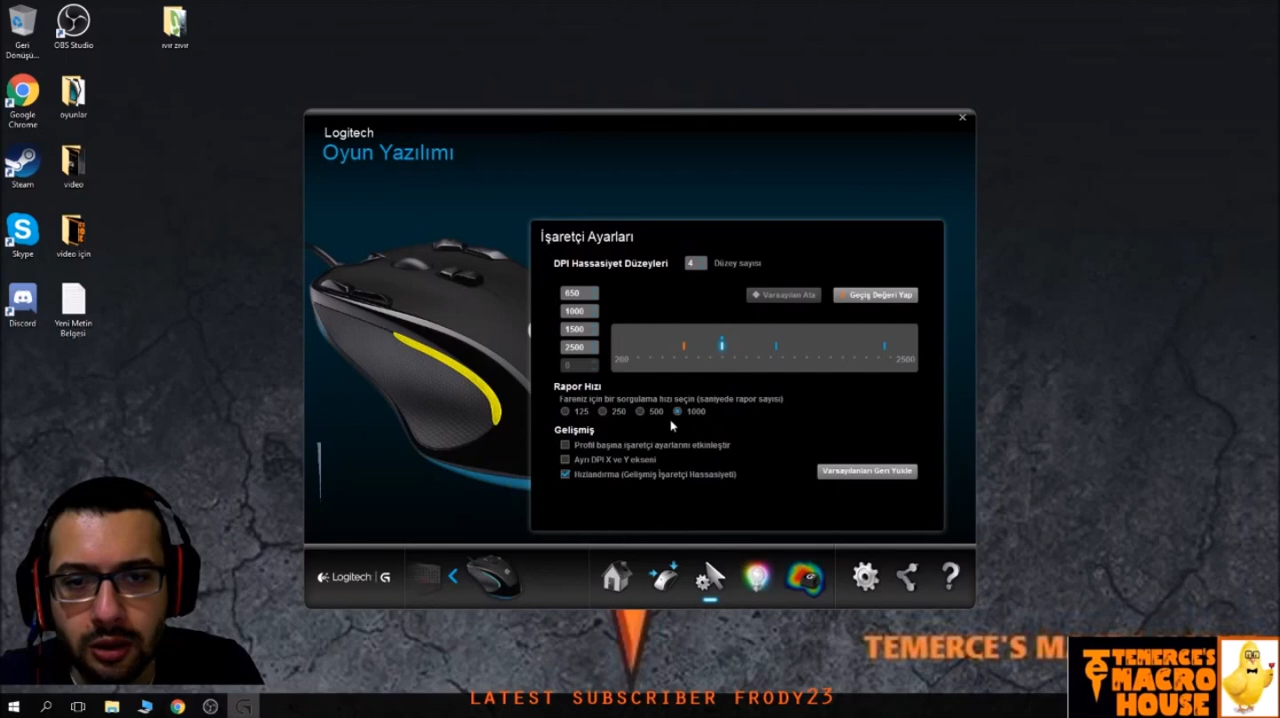 Geri
Dönüşü...
OBS Studio
ıvır zıvır
Google
Chrome
oyunlar
Steam
video
Skype
video için
Discord
Yeni Metin
Belgesi
Logitech
Oyun Yazılımı
İşaretçi Ayarları
DPI Hassasiyet Düzeyleri
4
Düzey sayısı
650
1000
1500
2500
0
Varsayılan Ata
Geçiş Değeri Yap
200
2500
Rapor Hızı
Fareniz için bir sorgulama hızı seçin (saniyede rapor sayısı)
125
250
500
1000
Gelişmiş
Profil başına işaretçi ayarlarını etkinleştir
Ayrı DPI X ve Y ekseni
Hızlandırma (Gelişmiş İşaretçi Hassasiyeti)
Varsayılanları Geri Yükle
Logitech | G
?
TEMERCE'S M
TEMERCE'S
MACRO
HOUSE
LATEST SUBSCRIBER FRODY23